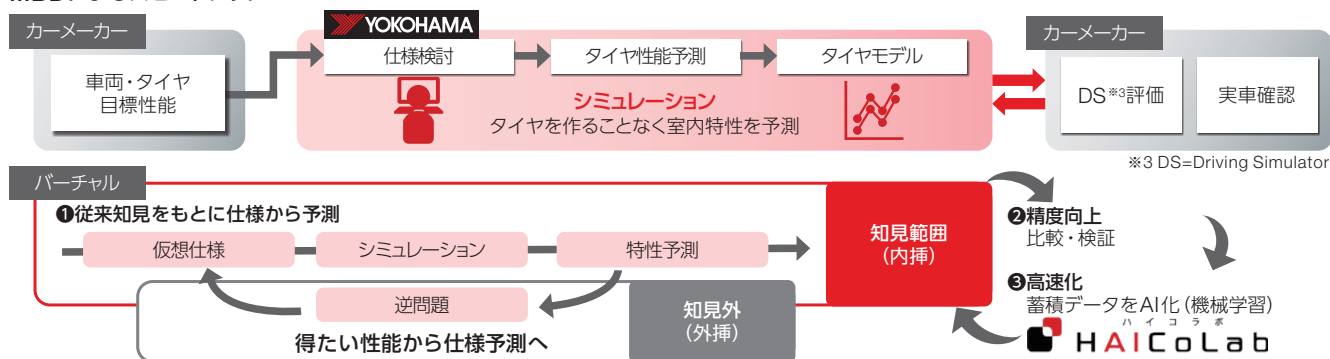 カーメーカー
YOKOHAMA
カーメーカー
車両・タイヤ
目標性能
仕様検討
タイヤ性能予測
タイヤモデル
シミュレーション
タイヤを作ることなく室内特性を予測
DS※3評価
実車確認
※3 DS=Driving Simulator
バーチャル
❶従来知見をもとに仕様から予測
仮想仕様
シミュレーション
特性予測
知見範囲
(内挿)
❷精度向上
比較・検証
逆問題
得たい性能から仕様予測へ
知見外
(外挿)
❸高速化
蓄積データをAI化(機械学習)
ハイコラボ
HAICoLab